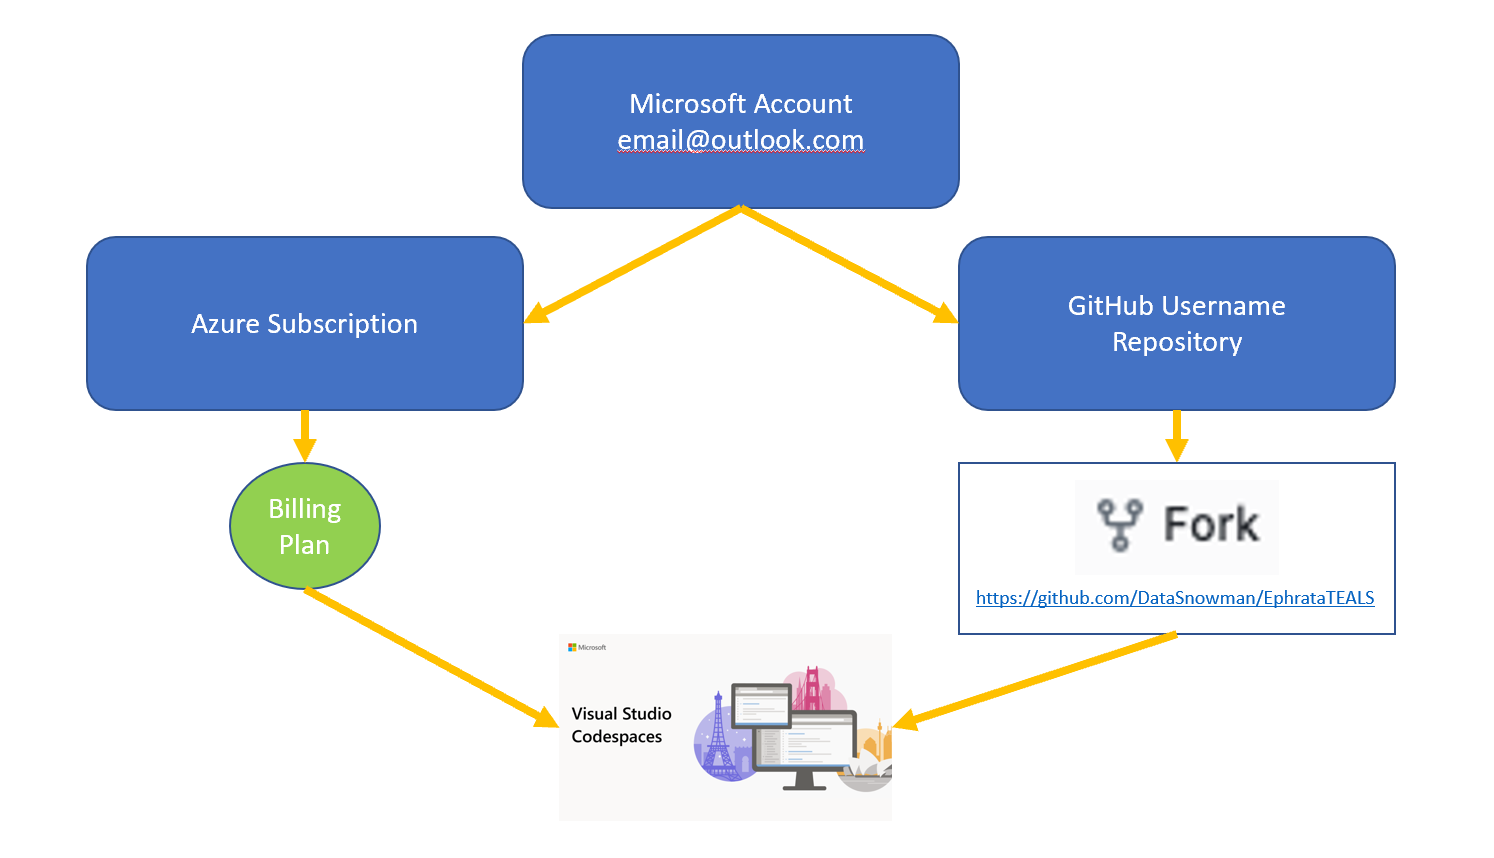 Microsoft Account
email@outlook.com
Azure Subscription
GitHub Username
Repository
Billing
Plan
Fork
https://github.com/DataSnowman/EphrataTEALS
Microsoft
Visual Studio
Codespaces